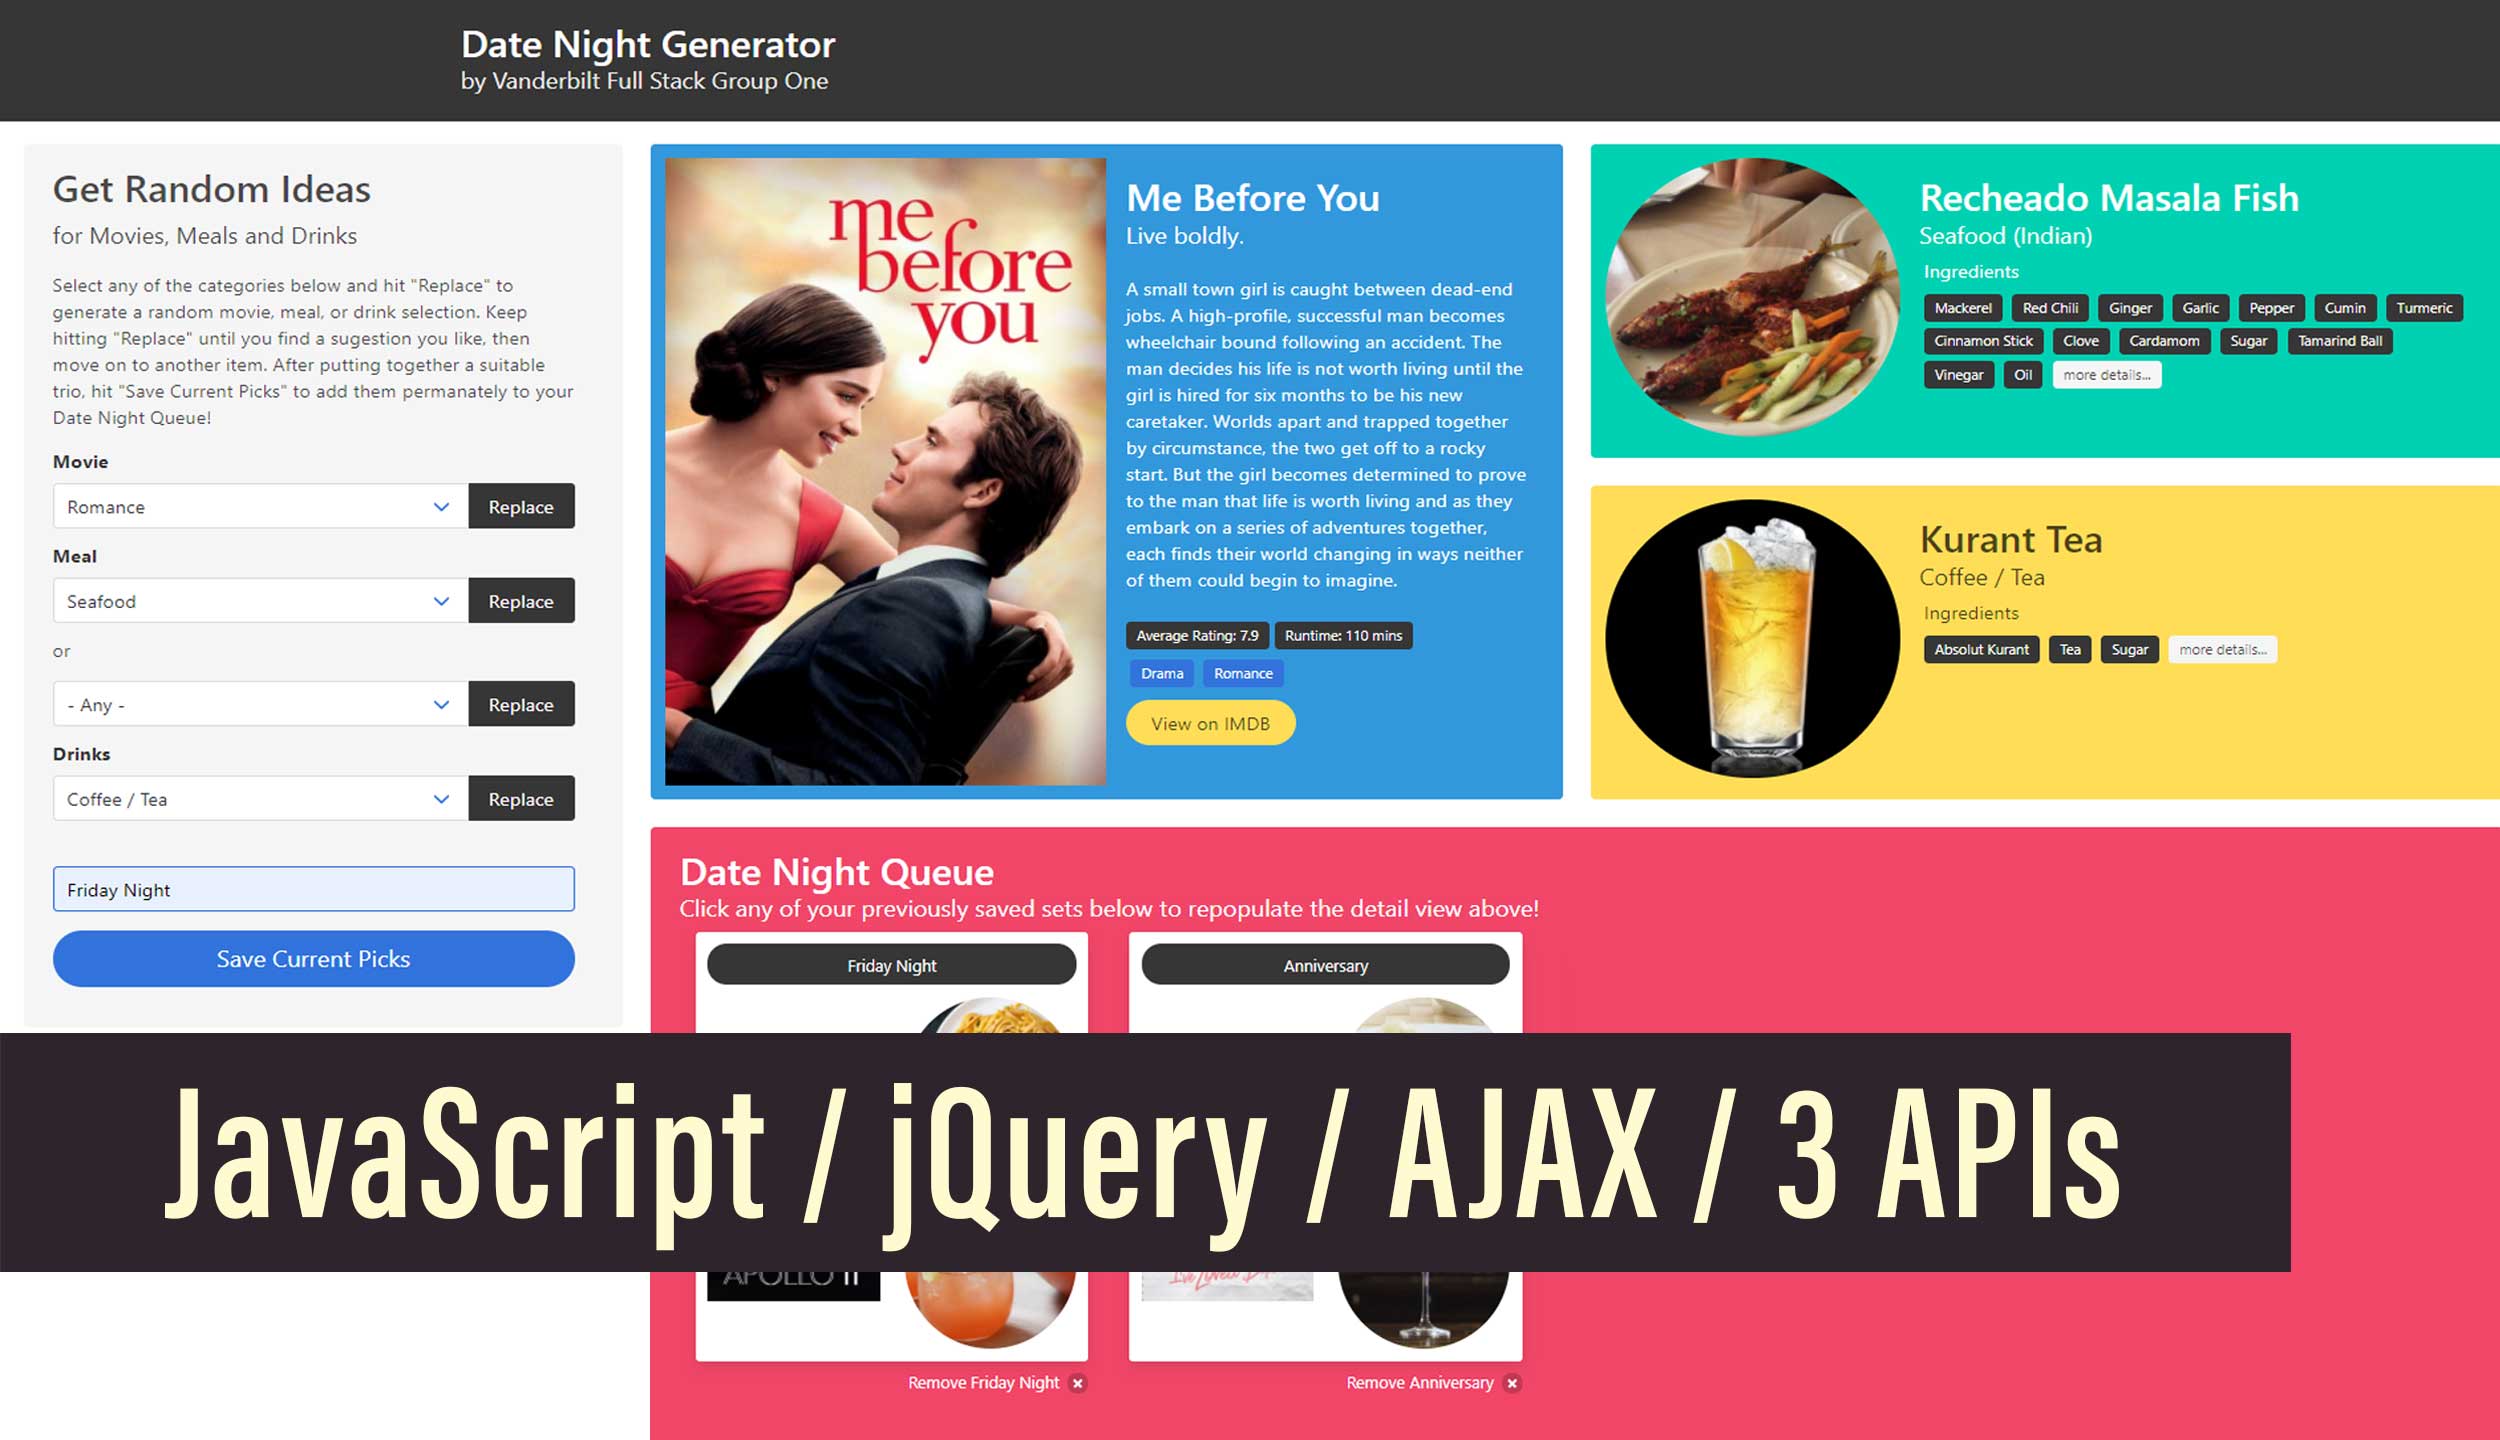 Date Night Generator
by Vanderbilt Full Stack Group One
Get Random Ideas
for Movies, Meals and Drinks
Select any of the categories below and hit "Replace" to
generate a random movie, meal, or drink selection. Keep
hitting "Replace" until you find a sugestion you like, then
move on to another item. After putting together a suitable
trio, hit "Save Current Picks" to add them permanately to your
Date Night Queue!
Movie
Romance
Replace
Meal
Seafood
Replace
or
- Any -
Replace
Drinks
Coffee / Tea
Replace
Friday Night
Save Current Picks
me
before
you
Me Before You
Live boldly.
A small town girl is caught between dead-end
jobs. A high-profile, successful man becomes
wheelchair bound following an accident. The
man decides his life is not worth living until the
girl is hired for six months to be his new
caretaker. Worlds apart and trapped together
by circumstance, the two get off to a rocky
start. But the girl becomes determined to prove
to the man that life is worth living and as they
embark on a series of adventures together,
each finds their world changing in ways neither
of them could begin to imagine.
Average Rating: 7.9 Runtime: 110 mins
Drama Romance
View on IMDB
Recheado Masala Fish
Seafood (Indian)
Ingredients
Mackerel Red Chili Ginger Garlic Pepper Cumin Turmeric
Cinnamon Stick Clove Cardamom Sugar Tamarind Ball
Vinegar Oil more details...
Kurant Tea
Coffee / Tea
Ingredients
Absolut Kurant Tea Sugar more details...
Date Night Queue
Click any of your previously saved sets below to repopulate the detail view above!
Friday Night
Anniversary
JavaScript / jQuery / AJAX / 3 APIs
APOLLO 11
Remove Friday Night
Remove Anniversary